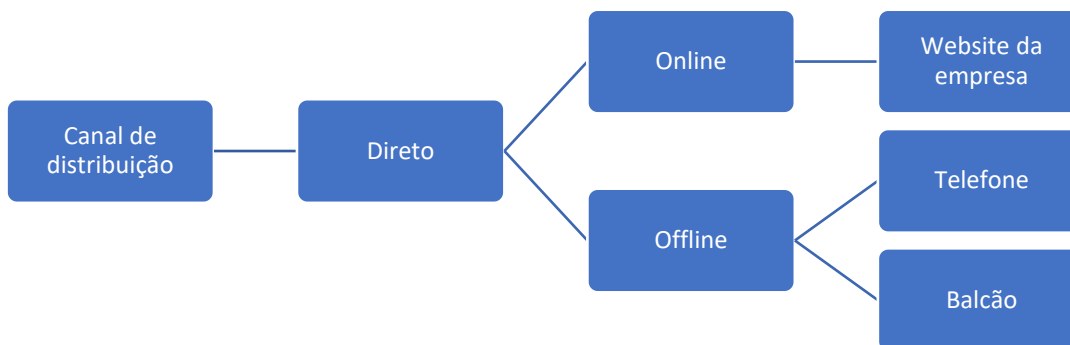 Canal de
distribuição
Direto
Online
Website da
empresa
Offline
Telefone
Balcão